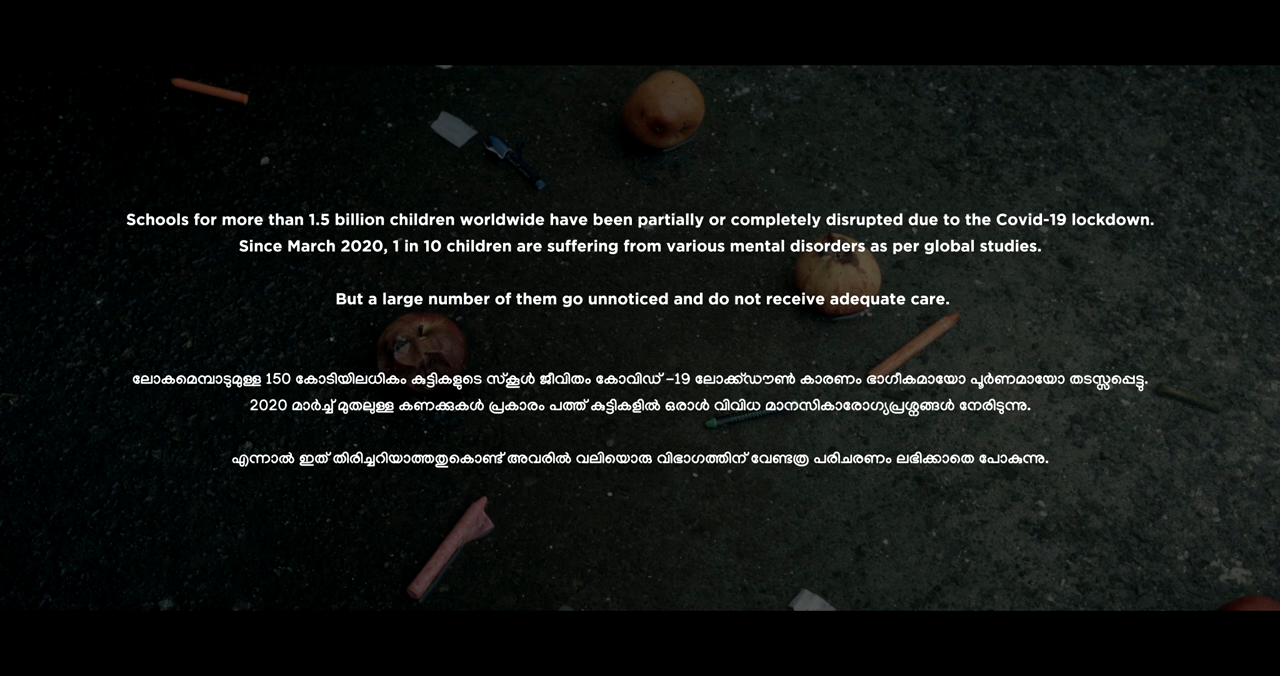 Schools for more than 1.5 billion children worldwide have been partially or completely disrupted due to the Covid-19 lockdown.
Since March 2020, 1 in 10 children are suffering from various mental disorders as per global studies.
But a large number of them go unnoticed and do not receive adequate care.
ലോകമെമ്പാടുമുള്ള 150 കോടിയിലധികം കുട്ടികളുടെ സ്കൂൾ ജീവിതം കോവിഡ് –19 ലോക്ക്ഡൗൺ കാരണം ഭാഗീകമായോ പൂർണമായോ തടസ്സപ്പെട്ടു.
2020 മാർച്ച് മുതലുള്ള കണക്കുകൾ പ്രകാരം പത്ത് കുട്ടികളിൽ ഒരാൾ വിവിധ മാനസികാരോഗ്യപ്രശ്നങ്ങൾ നേരിടുന്നു.
എന്നാൽ ഇത് തിരിച്ചറിയാത്തതുകൊണ്ട് അവരിൽ വലിയൊരു വിഭാഗത്തിന് വേണ്ടത്ര പരിചരണം ലഭിക്കാതെ പോകുന്നു.